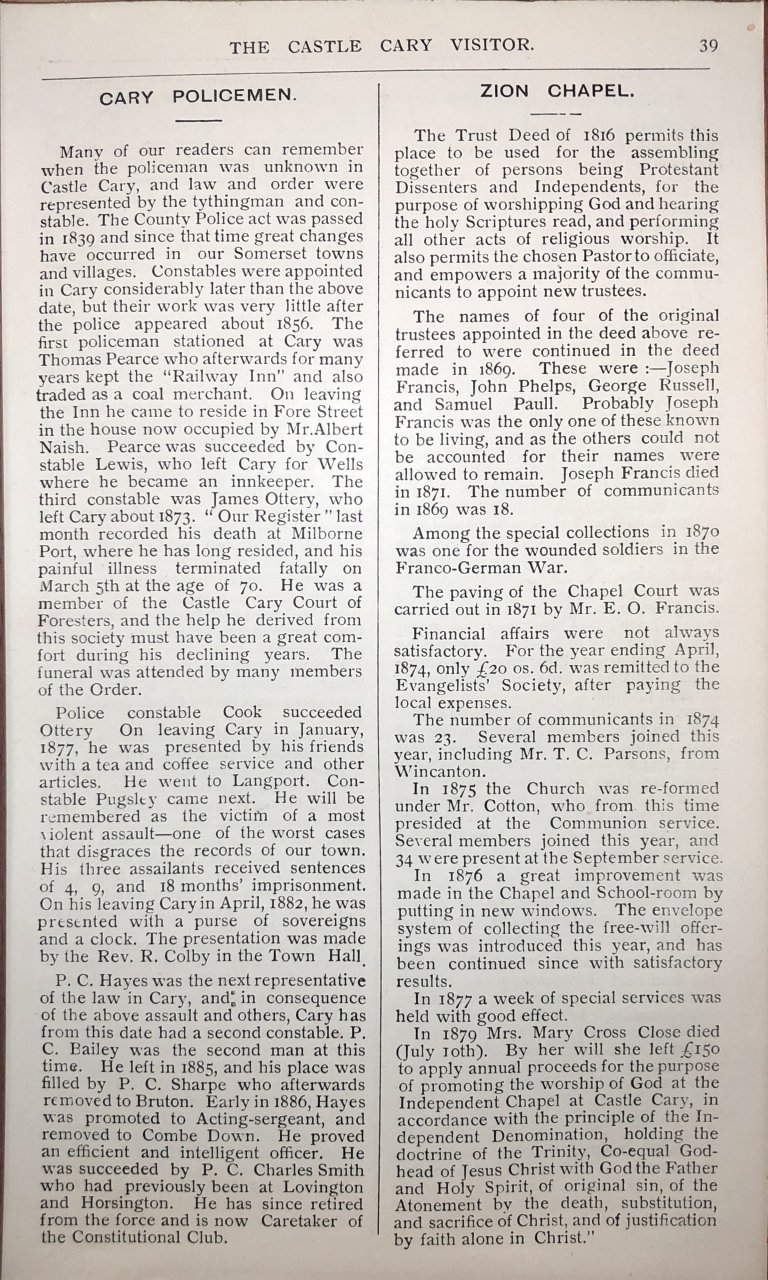 THE CASTLE CARY VISITOR. 39
CARY POLICEMEN.
Many of our readers can remember
when the policeman was unknown in
Castle Cary, and law and order were
represented by the tythingman and con-
stable. The County Police act was passed
in 1839 and since that time great changes
have occurred in our Somerset towns
and villages. Constables were appointed
in Cary considerably later than the above
date, but their work was very little after
the police appeared about 1856. The
first policeman stationed at Cary was
Thomas Pearce who afterwards for many
years kept the "Railway Inn" and also
traded as a coal merchant. On leaving
the Inn he came to reside in Fore Street
in the house now occupied by Mr.Albert
Naish. Pearce was succeeded by Con-
stable Lewis, who left Cary for Wells
where he became an innkeeper. The
third constable was James Ottery, who
left Cary about 1873. " Our Register " last
month recorded his death at Milborne
Port, where he has long resided, and his
painful illness terminated fatally on
March 5th at the age of 70. He was a
member of the Castle Cary Court of
Foresters, and the help he derived from
this society must have been a great com-
fort during his declining years. The
funeral was attended by many members
of the Order.
Police constable Cook succeeded
Ottery On leaving Cary in January,
1877, he was presented by his friends
with a tea and coffee service and other
articles. He went to Langport. Con-
stable Pugsley came next. He will be
remembered as the victim of a most
violent assault—one of the worst cases
that disgraces the records of our town.
His three assailants received sentences
of 4, 9, and 18 months' imprisonment.
On his leaving Cary in April, 1882, he was
presented with a purse of sovereigns
and a clock. The presentation was made
by the Rev. R. Colby in the Town Hall.
P. C. Hayes was the next representative
of the law in Cary, and; in consequence
of the above assault and others, Cary has
from this date had a second constable. P.
C. Bailey was the second man at this
time. He left in 1885, and his place was
filled by P. C. Sharpe who afterwards
removed to Bruton. Early in 1886, Hayes
was promoted to Acting-sergeant, and
removed to Combe Down. He proved
an efficient and intelligent officer. He
was succeeded by P. C. Charles Smith
who had previously been at Lovington
and Horsington. He has since retired
from the force and is now Caretaker of
the Constitutional Club.
ZION CHAPEL.
The Trust Deed of 1816 permits this
place to be used for the assembling
together of persons being Protestant
Dissenters and Independents, for the
purpose of worshipping God and hearing
the holy Scriptures read, and performing
all other acts of religious worship. It
also permits the chosen Pastor to officiate,
and empowers a majority of the commu-
nicants to appoint new trustees.
The names of four of the original
trustees appointed in the deed above re-
ferred to were continued in the deed
made in 1869. These were :—Joseph
Francis, John Phelps, George Russell,
and Samuel Paull. Probably Joseph
Francis was the only one of these known
to be living, and as the others could not
be accounted for their names were
allowed to remain. Joseph Francis died
in 1871. The number of communicants
in 1869 was 18.
Among the special collections in 1870
was one for the wounded soldiers in the
Franco-German War.
The paving of the Chapel Court was
carried out in 1871 by Mr. E. O. Francis.
Financial affairs were not always
satisfactory. For the year ending April,
1874, only £20 0s. 6d. was remitted to the
Evangelists' Society, after paying the
local expenses.
The number of communicants in 1874
was 23. Several members joined this
year, including Mr. T. C. Parsons, from
Wincanton.
In 1875 the Church was re-formed
under Mr. Cotton, who from this time
presided at the Communion service.
Several members joined this year, and
34 were present at the September service.
In 1876 a great improvement was
made in the Chapel and School-room by
putting in new windows. The envelope
system of collecting the free-will offer-
ings was introduced this year, and has
been continued since with satisfactory
results.
In 1877 a week of special services was
held with good effect.
In 1879 Mrs. Mary Cross Close died
(July 10th). By her will she left £150
to apply annual proceeds for the purpose
of promoting the worship of God at the
Independent Chapel at Castle Cary, in
accordance with the principle of the In-
dependent Denomination, holding the
doctrine of the Trinity, Co-equal God-
head of Jesus Christ with God the Father
and Holy Spirit, of original sin, of the
Atonement by the death, substitution,
and sacrifice of Christ, and of justification
by faith alone in Christ."